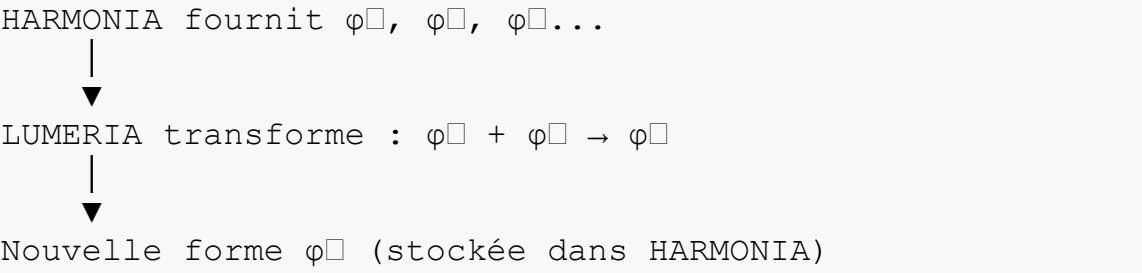 HARMONIA fournit φ□, φ□, φ□...
│
▼
LUMERIA transforme : φ□ + φ□ → φ□
│
▼
Nouvelle forme φ□ (stockée dans HARMONIA)